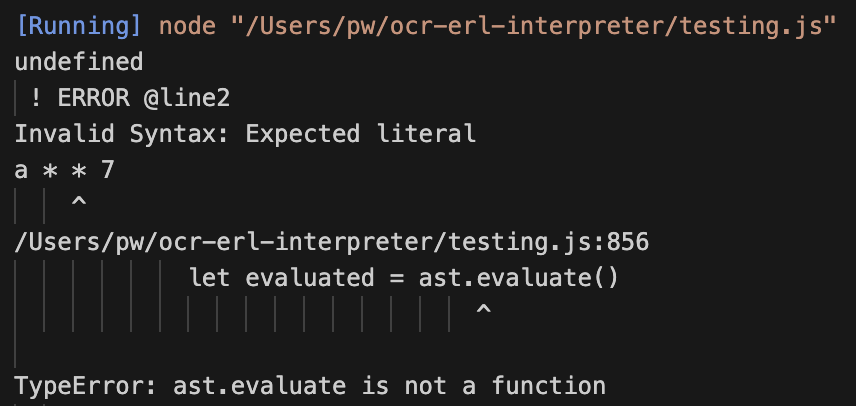 [Running] node "/Users/pw/ocr-erl-interpreter/testing.js"
undefined
! ERROR @line2
Invalid Syntax: Expected literal
a * * 7
^
/Users/pw/ocr-erl-interpreter/testing.js:856
let evaluated = ast.evaluate()
^
TypeError: ast.evaluate is not a function